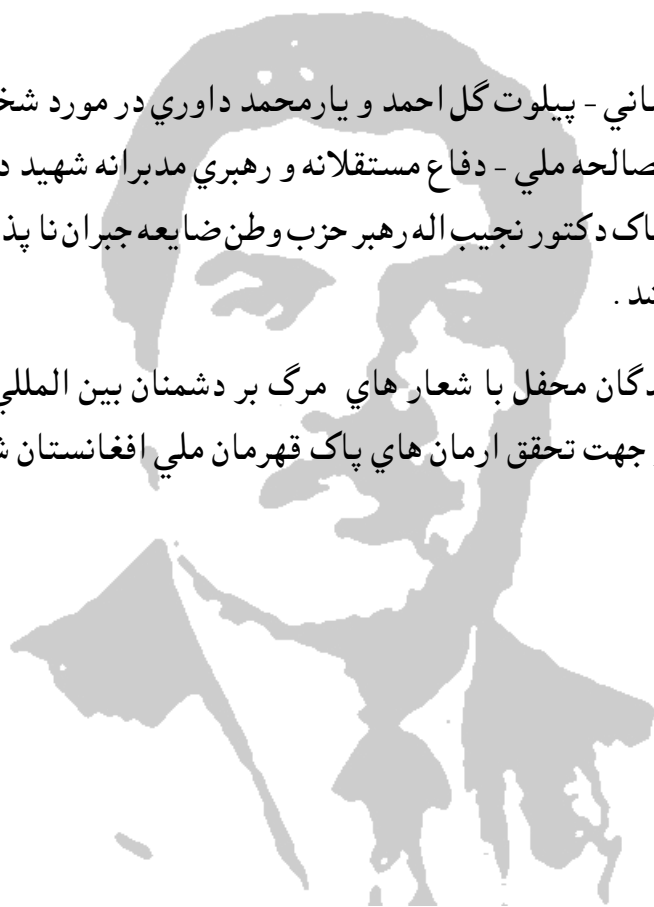 ساني - پيلوت گل احمد و يارمحمد داوري در مورد شخ
صالحه ملي - دفاع مستقلانه و رهبري مدبرانه شهيد د
اک دکتور نجيب اله رهبر حزب وطن ضايعه جبران نا پذ
ند .
دگان محفل با شعار هاي مرگ بر دشمنان بين المللي
جهت تحقق ارمان هاي پاک قهرمان ملي افغانستان ش